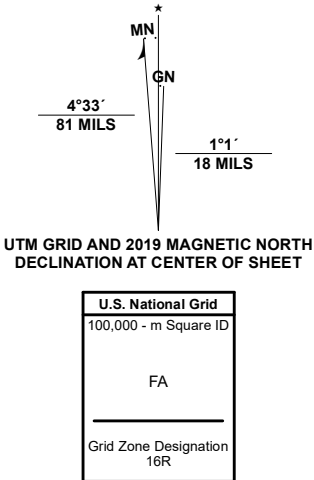 MN
GN
4°33´
81 MILS
1°1´
18 MILS
UTM GRID AND 2019 MAGNETIC NORTH
DECLINATION AT CENTER OF SHEET
U.S. National Grid
100,000 - m Square ID
FA
Grid Zone Designation
16R